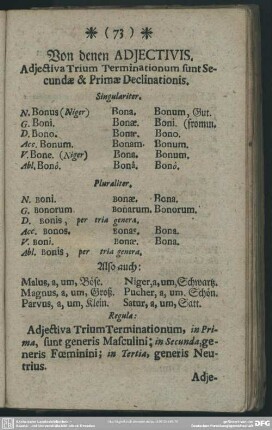 * ( 73 ) *
Von denen ADJECTIVIS.
Adjectiva Trium Terminationum sunt Se-
cundæ & Primæ Declinationis.
Singulariter.
N. Bonus (Niger) Bona. Bonum, Gut.
G. Boni. Bonæ. Boni. (fromm.
D. Bono. Bonæ. Bono.
Acc. Bonum. Bonam. Bonum.
V. Bone. (Niger) Bona. Bonum.
Abl. Bonô. Bonâ. Bonô.
Pluraliter.
N. Boni. Bonæ. Bona.
G. Bonorum Bonarum. Bonorum.
D. Bonis, per tria genera.
Acc. Bonos. Bonas. Bona.
V. Boni. Bonæ. Bona.
Abl. Bonis, per tria genera.
Also auch:
Malus, a, um, Böse. Niger, a, um, Schwartz.
Magnus, a, um, Groß. Pucher, a, um. Schön.
Parvus, a, um, Klein. Satur, a, um, Satt.
Regula:
Adjectiva Trium Terminationum, in Pri-
ma, sunt generis Masculini; in Secunda, ge-
neris Fœminini; in Tertia, generis Neu-
trius.
Adje-